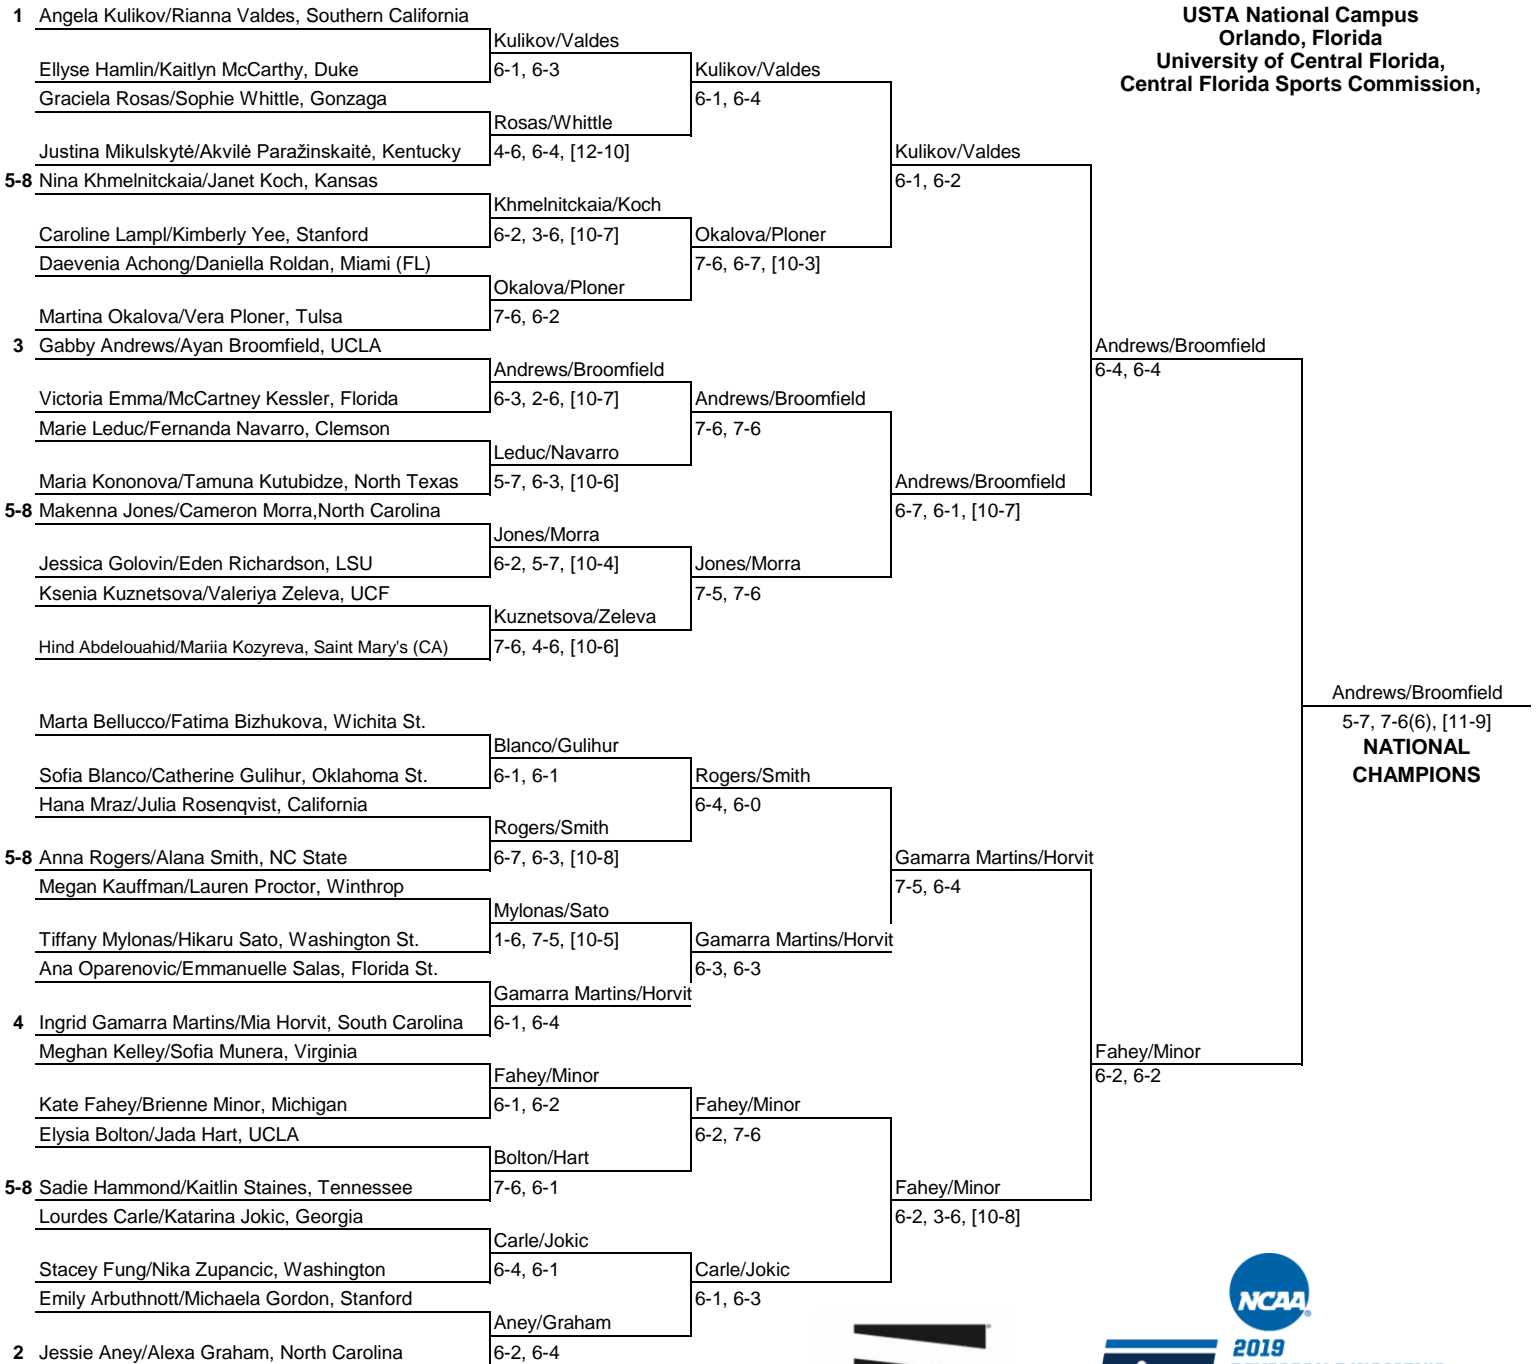 USTA National Campus
Orlando, Florida
University of Central Florida,
Central Florida Sports Commission,
1 Angela Kulikov/Rianna Valdes, Southern California
Kulikov/Valdes
Ellyse Hamlin/Kaitlyn McCarthy, Duke
6-1, 6-3
Kulikov/Valdes
Graciela Rosas/Sophie Whittle, Gonzaga
6-1, 6-4
Rosas/Whittle
Justina Mikulskytė/Akvilė Paražinskaitė, Kentucky
4-6, 6-4, [12-10]
Kulikov/Valdes
5-8 Nina Khmelnitckaia/Janet Koch, Kansas
6-1, 6-2
Khmelnitckaia/Koch
Caroline Lampl/Kimberly Yee, Stanford
6-2, 3-6, [10-7]
Okalova/Ploner
Daevenia Achong/Daniella Roldan, Miami (FL)
7-6, 6-7, [10-3]
Okalova/Ploner
Martina Okalova/Vera Ploner, Tulsa
7-6, 6-2
3 Gabby Andrews/Ayan Broomfield, UCLA
Andrews/Broomfield
Andrews/Broomfield
6-4, 6-4
Victoria Emma/McCartney Kessler, Florida
6-3, 2-6, [10-7]
Andrews/Broomfield
Marie Leduc/Fernanda Navarro, Clemson
7-6, 7-6
Leduc/Navarro
Maria Kononova/Tamuna Kutubidze, North Texas
5-7, 6-3, [10-6]
Andrews/Broomfield
5-8 Makenna Jones/Cameron Morra,North Carolina
6-7, 6-1, [10-7]
Jones/Morra
Jessica Golovin/Eden Richardson, LSU
6-2, 5-7, [10-4]
Jones/Morra
Ksenia Kuznetsova/Valeriya Zeleva, UCF
7-5, 7-6
Kuznetsova/Zeleva
Hind Abdelouahid/Mariia Kozyreva, Saint Mary's (CA)
7-6, 4-6, [10-6]
Andrews/Broomfield
5-7, 7-6(6), [11-9]
NATIONAL
CHAMPIONS
Marta Bellucco/Fatima Bizhukova, Wichita St.
Blanco/Gulihur
Sofia Blanco/Catherine Gulihur, Oklahoma St.
6-1, 6-1
Rogers/Smith
Hana Mraz/Julia Rosenqvist, California
6-4, 6-0
Rogers/Smith
5-8 Anna Rogers/Alana Smith, NC State
6-7, 6-3, [10-8]
Gamarra Martins/Horvit
Megan Kauffman/Lauren Proctor, Winthrop
7-5, 6-4
Mylonas/Sato
Tiffany Mylonas/Hikaru Sato, Washington St.
1-6, 7-5, [10-5]
Gamarra Martins/Horvit
Ana Oparenovic/Emmanuelle Salas, Florida St.
6-3, 6-3
Gamarra Martins/Horvit
4 Ingrid Gamarra Martins/Mia Horvit, South Carolina
6-1, 6-4
Meghan Kelley/Sofia Munera, Virginia
Fahey/Minor
6-2, 6-2
Fahey/Minor
Kate Fahey/Brienne Minor, Michigan
6-1, 6-2
Fahey/Minor
Elysia Bolton/Jada Hart, UCLA
6-2, 7-6
Bolton/Hart
5-8 Sadie Hammond/Kaitlin Staines, Tennessee
7-6, 6-1
Fahey/Minor
Lourdes Carle/Katarina Jokic, Georgia
6-2, 3-6, [10-8]
Carle/Jokic
Stacey Fung/Nika Zupancic, Washington
6-4, 6-1
Carle/Jokic
Emily Arbuthnott/Michaela Gordon, Stanford
6-1, 6-3
Aney/Graham
2 Jessie Aney/Alexa Graham, North Carolina
6-2, 6-4
NCAA
2019